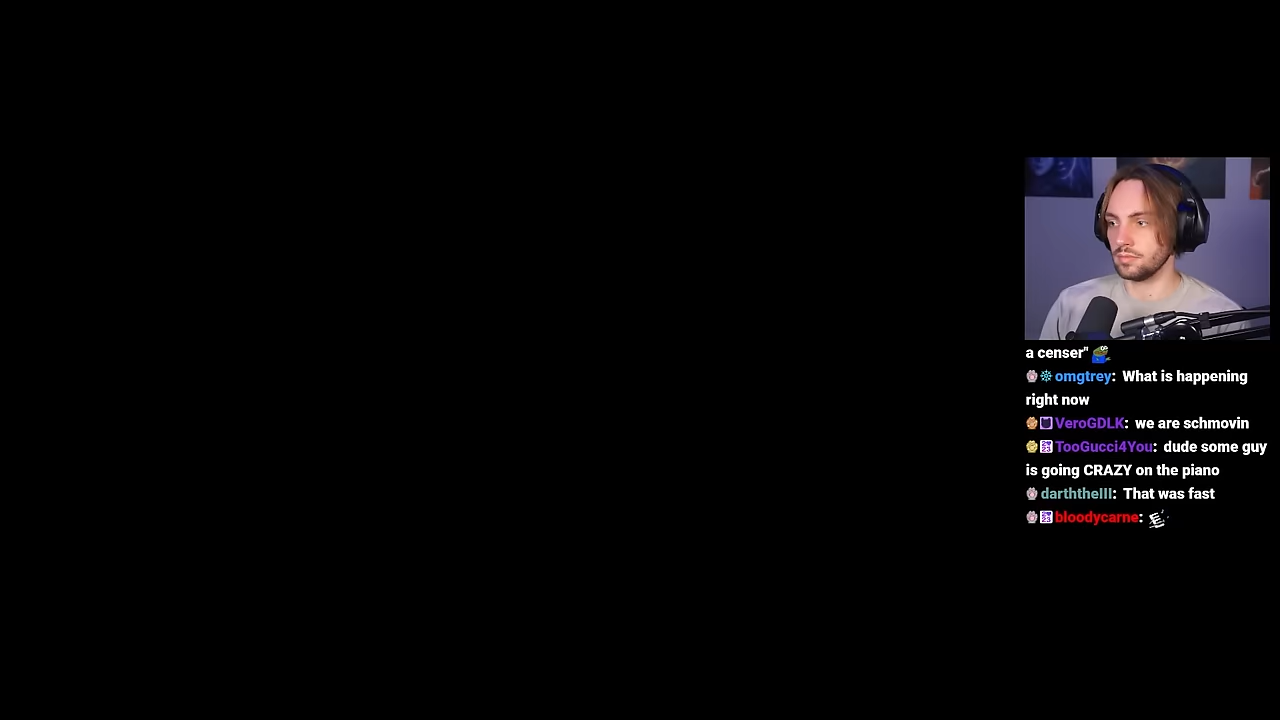 a censer"
omgtrey: What is happening
right now
VeroGDLK: we are schmovin
TooGucci4You: dude some guy
is going CRAZY on the piano
darththelll: That was fast
bloodycarne: